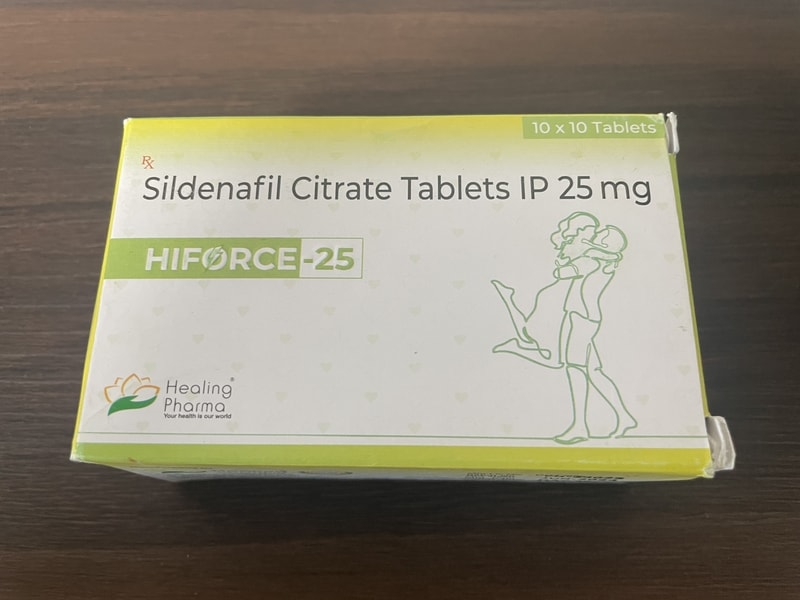 10 x 10 Tablets
Rx
Sildenafil Citrate Tablets IP 25 mg
HIFORCE-25
Healing®
Pharma
Your health is our world